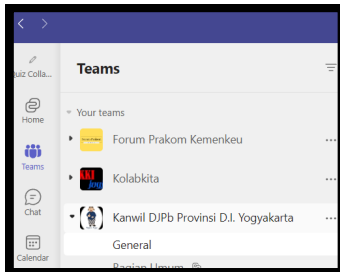 Teams
Your teams
Forum Prakom Kemenkeu
Kolabkita
Kanwil DJPb Provinsi D.I. Yogyakarta
General
Bagian Umum
uiz Colla...
Home
Teams
Chat
Calendar